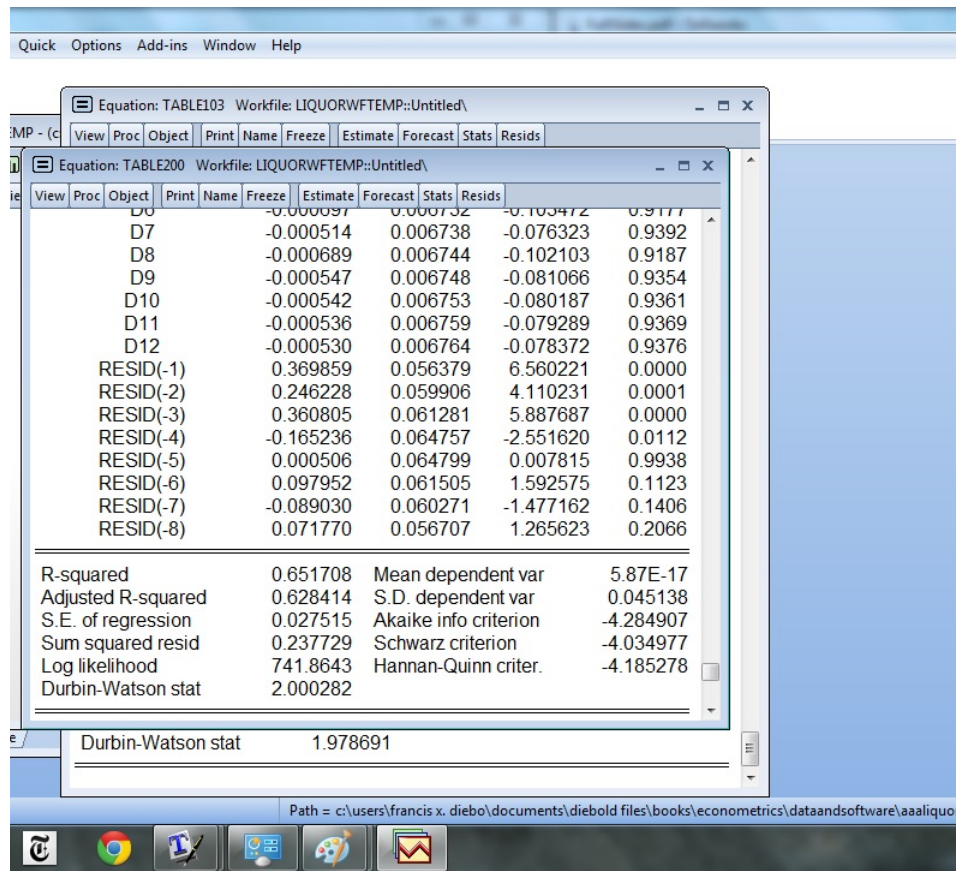 Quick Options Add-ins Window Help
Equation: TABLE103 Workfile: LIQUORWFTEMP::Untitled\
View Proc Object Print Name Freeze Estimate Forecast Stats Resids
Equation: TABLE200 Workfile: LIQUORWFTEMP::Untitled\
View Proc Object Print Name Freeze Estimate Forecast Stats Resids
D6 -0.000697 0.006732 -0.103472 0.9177
D7 -0.000514 0.006738 -0.076323 0.9392
D8 -0.000689 0.006744 -0.102103 0.9187
D9 -0.000547 0.006748 -0.081066 0.9354
D10 -0.000542 0.006753 -0.080187 0.9361
D11 -0.000536 0.006759 -0.079289 0.9369
D12 -0.000530 0.006764 -0.078372 0.9376
RESID(-1) 0.369859 0.056379 6.560221 0.0000
RESID(-2) 0.246228 0.059906 4.110231 0.0001
RESID(-3) 0.360805 0.061281 5.887687 0.0000
RESID(-4) -0.165236 0.064757 -2.551620 0.0112
RESID(-5) 0.000506 0.064799 0.007815 0.9938
RESID(-6) 0.097952 0.061505 1.592575 0.1123
RESID(-7) -0.089030 0.060271 -1.477162 0.1406
RESID(-8) 0.071770 0.056707 1.265623 0.2066
R-squared 0.651708 Mean dependent var 5.87E-17
Adjusted R-squared 0.628414 S.D. dependent var 0.045138
S.E. of regression 0.027515 Akaike info criterion -4.284907
Sum squared resid 0.237729 Schwarz criterion -4.034977
Log likelihood 741.8643 Hannan-Quinn criter. -4.185278
Durbin-Watson stat 2.000282
Durbin-Watson stat 1.978691
Path = c:\users\francis x. diebo\documents\diebold files\books\econometrics\dataandsoftware\aaaliquo